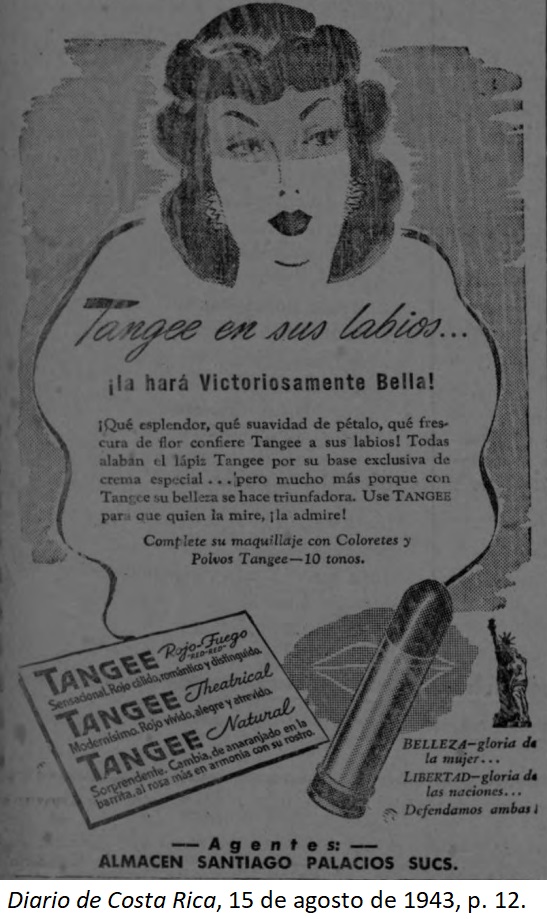 Tangee en sus labios...
¡la hará Victoriosamente Bella!
¡Qué esplendor, qué suavidad de pétalo, qué fres-
cura de flor confiere Tangee a sus labios! Todas
alaban el lápiz Tangee por su base exclusiva de
crema especial . . . ¡pero mucho más porque con
Tangee su belleza se hace triunfadora. Use TANGEE
para que quien la mire, ¡la admire!
Complete su maquillaje con Coloretes y
Polvos Tangee—10 tonos.
TANGEE Rojo-Fuego
RED-RED
Sensacional. Rojo cálido, romántico y distinguido.
TANGEE Theatrical
Modernísimo. Rojo vívido, alegre y atrevido.
TANGEE Natural
Sorprendente. Cambia, de anaranjado en la
barrita, al rosa más en armonía con su rostro.
BELLEZA—gloria de
la mujer...
LIBERTAD—gloria de
las naciones...
Defendamos ambas!
— Agentes: —
ALMACEN SANTIAGO PALACIOS SUCS.
Diario de Costa Rica, 15 de agosto de 1943, p. 12.